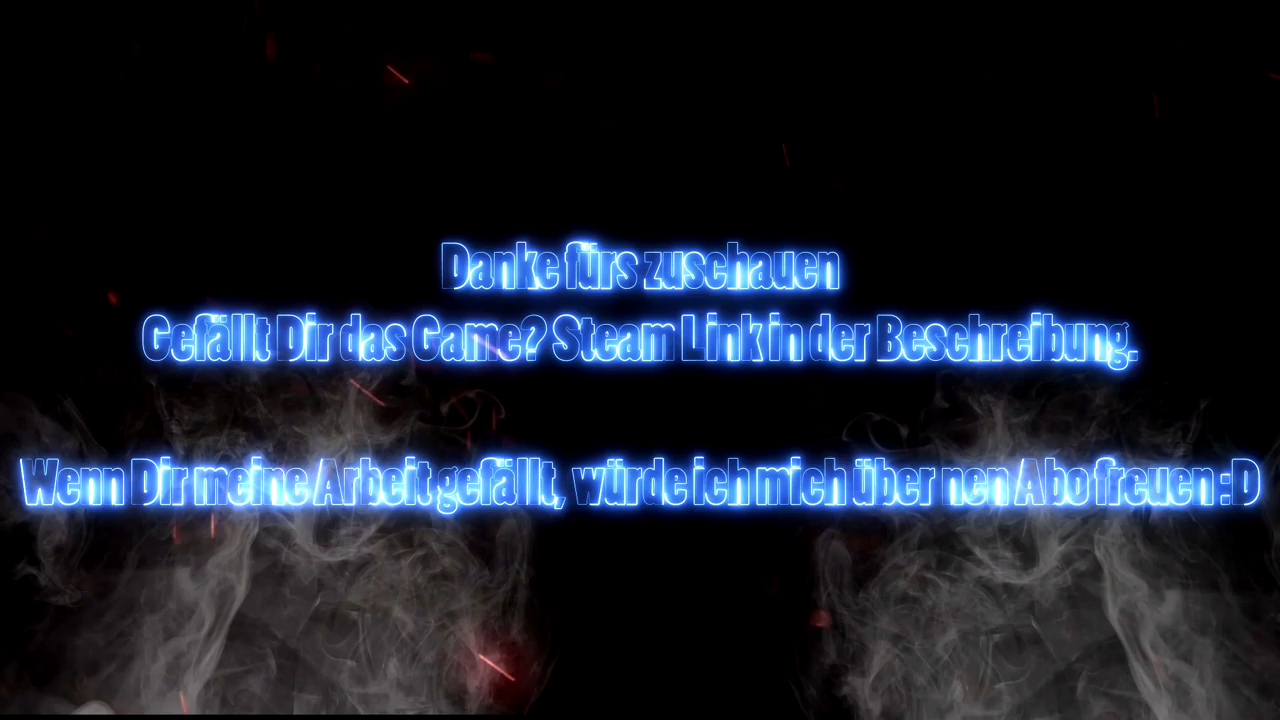 Danke fürs zuschauen
Gefällt Dir das Game? Steam Link in der Beschreibung.
Wenn Dir meine Arbeit gefällt, würde ich mich über nen Abo freuen :D